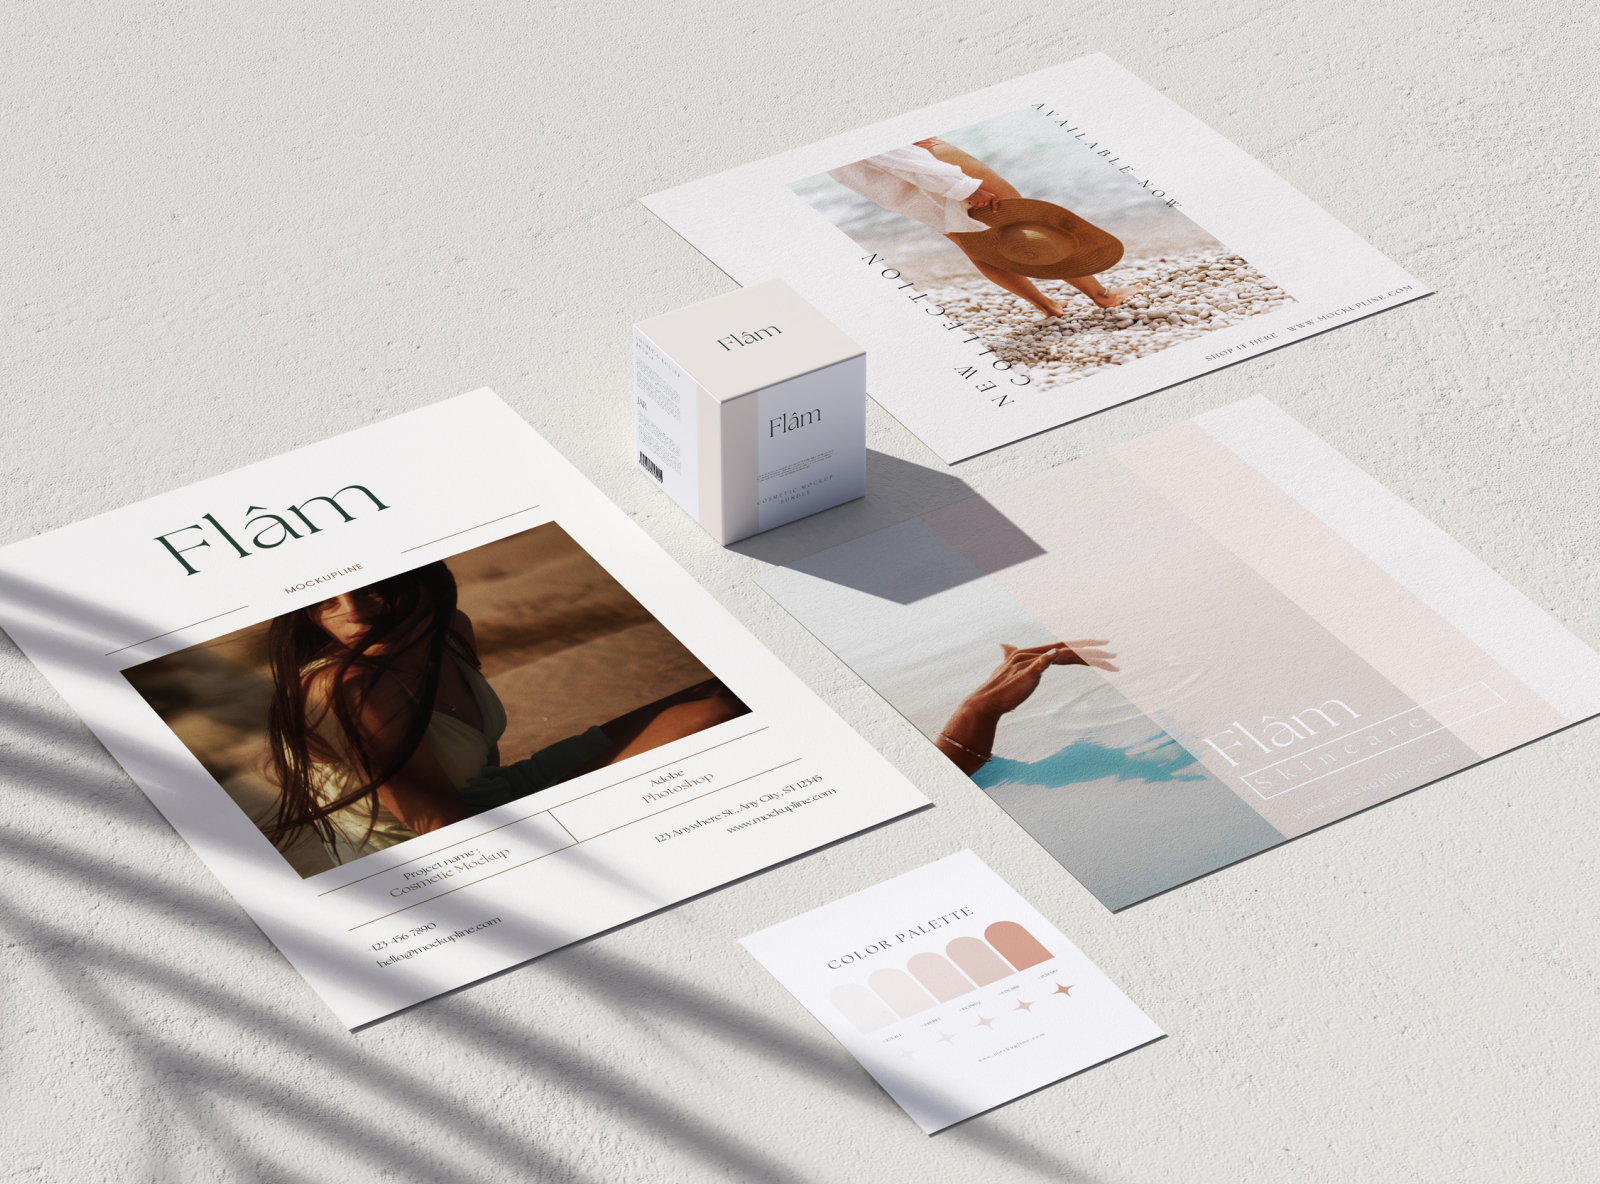 Flâm
MOCKUPLINE
Project name :
Cosmetic Mockup
Adobe
Photoshop
123-456-7890
hello@mockupline.com
123 Anywhere St., Any City, ST 12345
www.mockupline.com
Flâm
JAR
Flâm
COSMETIC MOCKUP
BUNDLE
AVAILABLE NOW
NEW
COLLECTION
SHOP IT HERE . WWW.MOCKUPLINE.COM
Flâm
skincare
COLOR PALETTE
www.mockupline.com